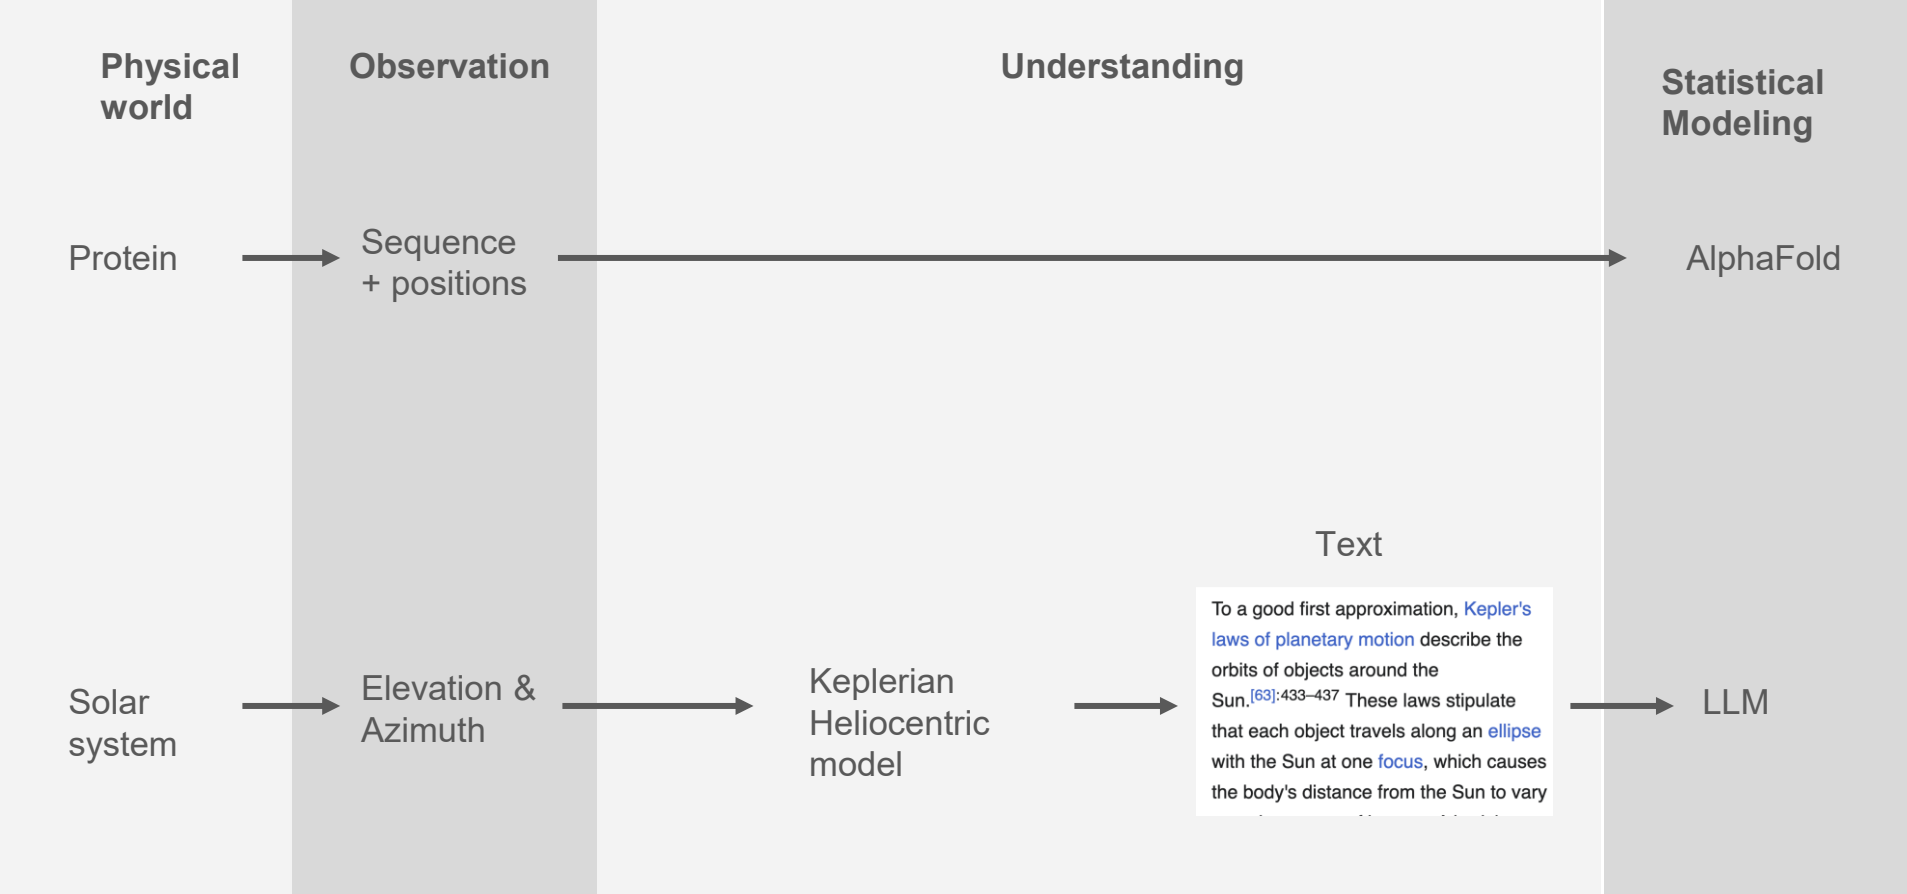 Physical
world
Observation
Understanding
Statistical
Modeling
Protein
Sequence
+ positions
AlphaFold
Solar
system
Elevation &
Azimuth
Keplerian
Heliocentric
model
Text
To a good first approximation, Kepler's
laws of planetary motion describe the
orbits of objects around the
Sun.[63]:433–437 These laws stipulate
that each object travels along an ellipse
with the Sun at one focus, which causes
the body's distance from the Sun to vary
LLM